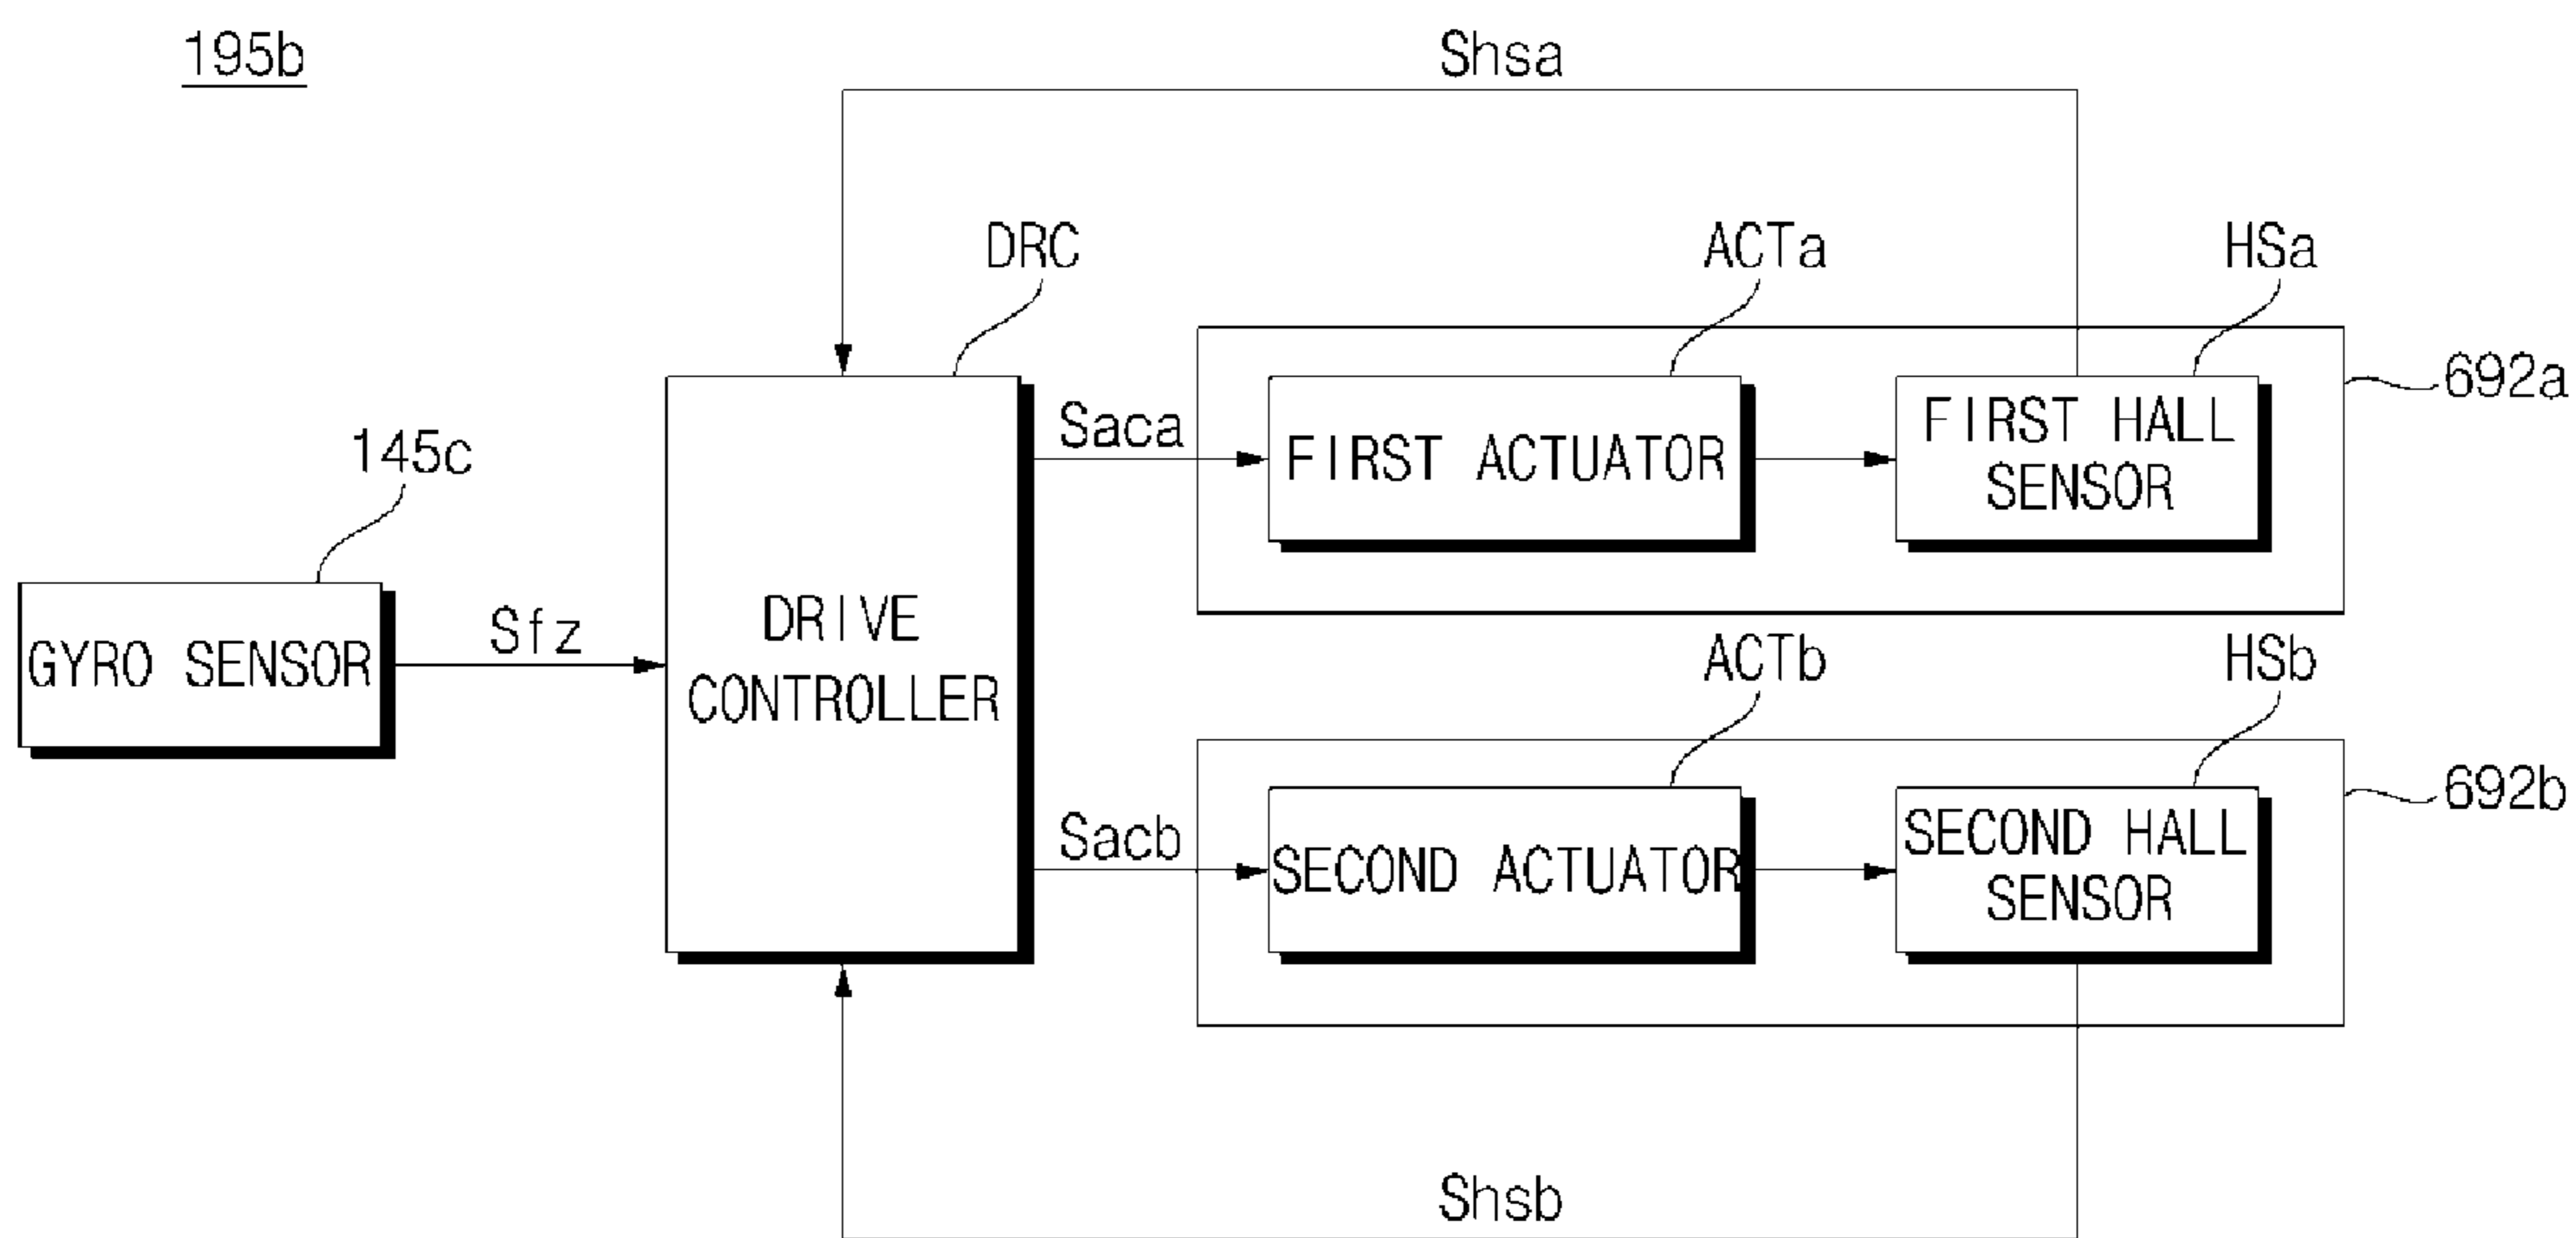 195b
Shsa
DRC
ACTa
HSa
692a
Saca
FIRST ACTUATOR
FIRST HALL
SENSOR
145c
GYRO SENSOR
Sfz
DRIVE
CONTROLLER
ACTb
HSb
692b
Sacb
SECOND ACTUATOR
SECOND HALL
SENSOR
Shsb